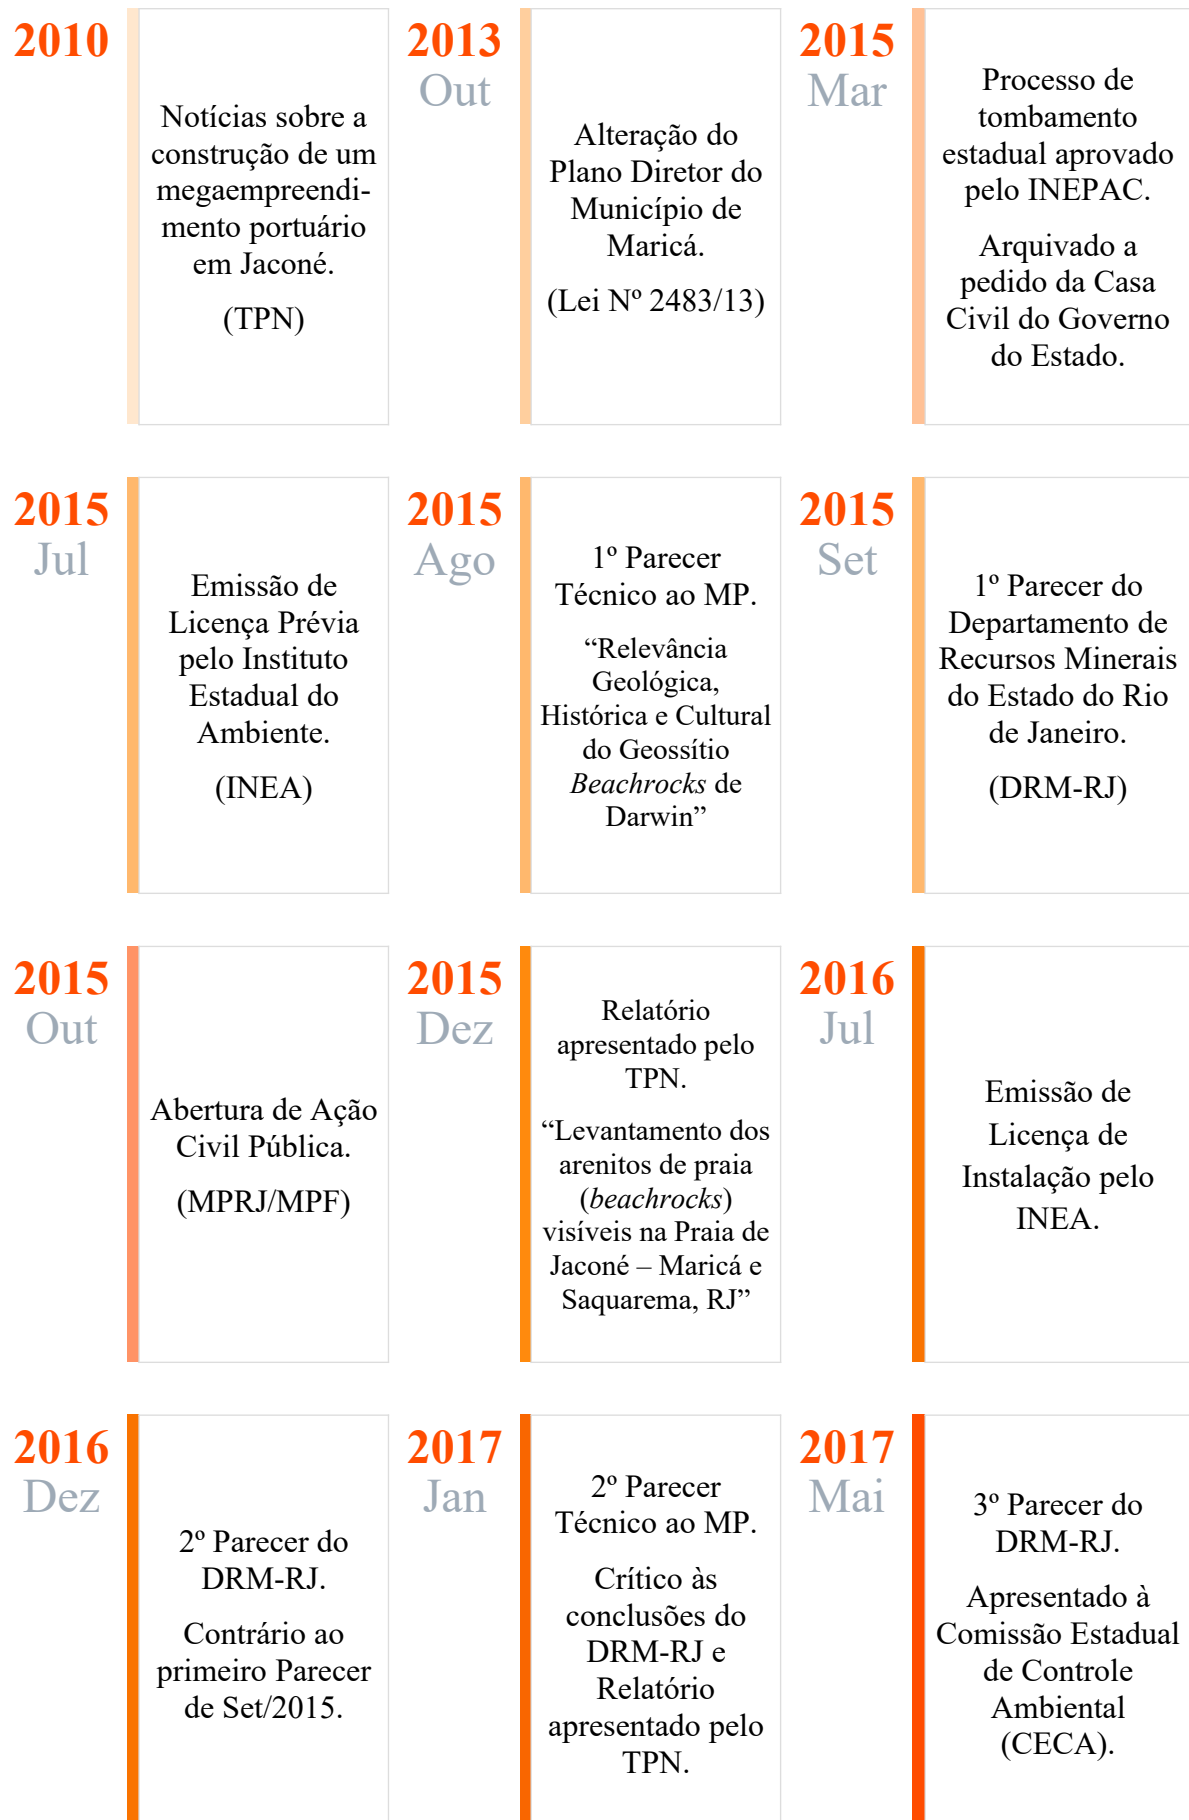 2010
Notícias sobre a
construção de um
megaempreendi-
mento portuário
em Jaconé.
(TPN)
2013
Out
Alteração do
Plano Diretor do
Município de
Maricá.
(Lei Nº 2483/13)
2015
Mar
Processo de
tombamento
estadual aprovado
pelo INEPAC.
Arquivado a
pedido da Casa
Civil do Governo
do Estado.
2015
Jul
Emissão de
Licença Prévia
pelo Instituto
Estadual do
Ambiente.
(INEA)
2015
Ago
1º Parecer
Técnico ao MP.
“Relevância
Geológica,
Histórica e Cultural
do Geossítio
Beachrocks de
Darwin”
2015
Set
1º Parecer do
Departamento de
Recursos Minerais
do Estado do Rio
de Janeiro.
(DRM-RJ)
2015
Out
Abertura de Ação
Civil Pública.
(MPRJ/MPF)
2015
Dez
Relatório
apresentado pelo
TPN.
“Levantamento dos
arenitos de praia
(beachrocks)
visíveis na Praia de
Jaconé – Maricá e
Saquarema, RJ”
2016
Jul
Emissão de
Licença de
Instalação pelo
INEA.
2016
Dez
2º Parecer do
DRM-RJ.
Contrário ao
primeiro Parecer
de Set/2015.
2017
Jan
2º Parecer
Técnico ao MP.
Crítico às
conclusões do
DRM-RJ e
Relatório
apresentado pelo
TPN.
2017
Mai
3º Parecer do
DRM-RJ.
Apresentado à
Comissão Estadual
de Controle
Ambiental
(CECA).